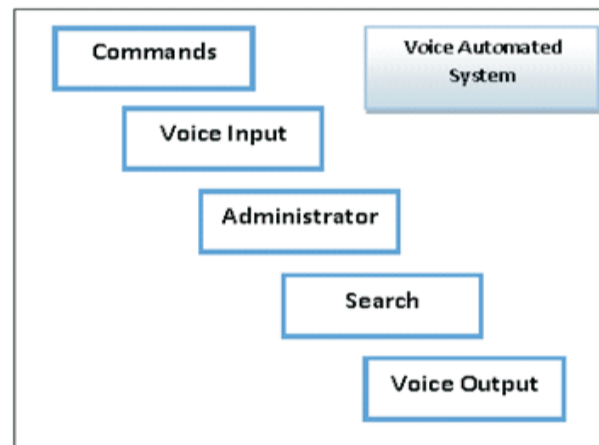 Commands
Voice Automated
System
Voice Input
Administrator
Search
Voice Output